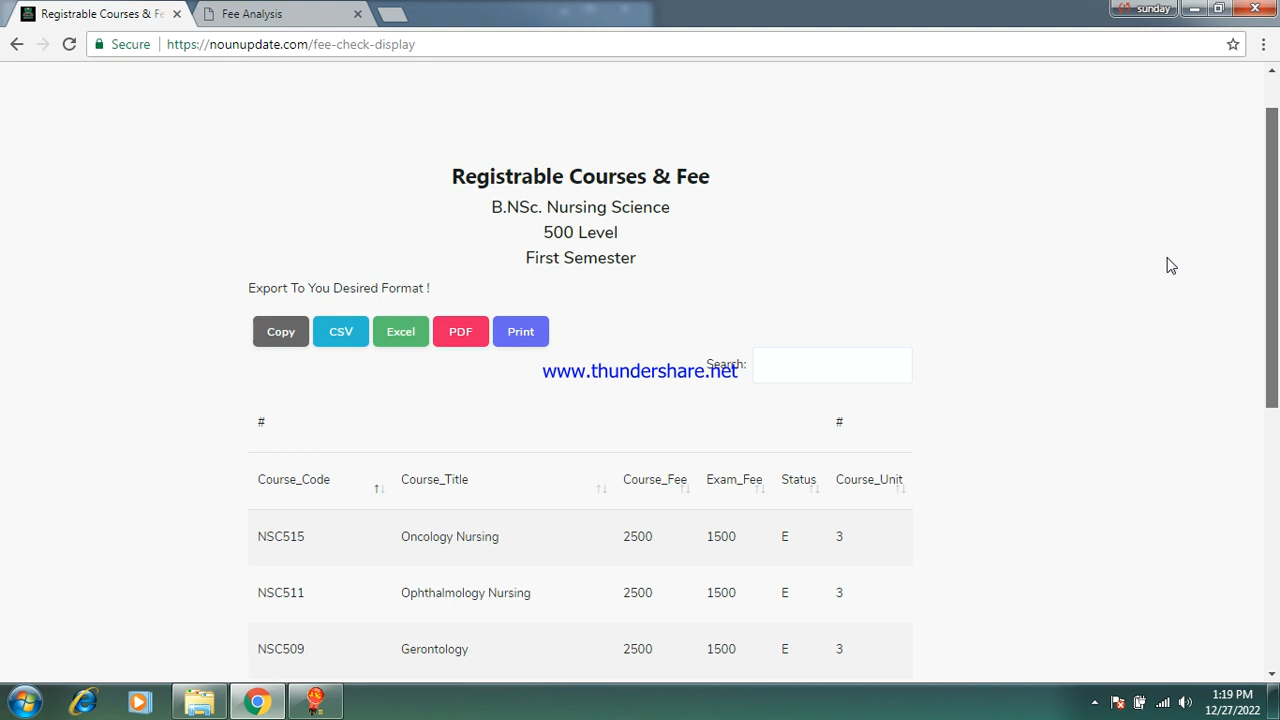 Registrable Courses & Fe
Fee Analysis
sunday
Secure
https://nounupdate.com/fee-check-display
Registrable Courses & Fee
B.NSc. Nursing Science
500 Level
First Semester
Export To You Desired Format !
Copy CSV Excel PDF Print
Search:
www.thundershare.net
# #
Course_Code Course_Title Course_Fee Exam_Fee Status Course_Unit
NSC515 Oncology Nursing 2500 1500 E 3
NSC511 Ophthalmology Nursing 2500 1500 E 3
NSC509 Gerontology 2500 1500 E 3
1:19 PM
12/27/2022